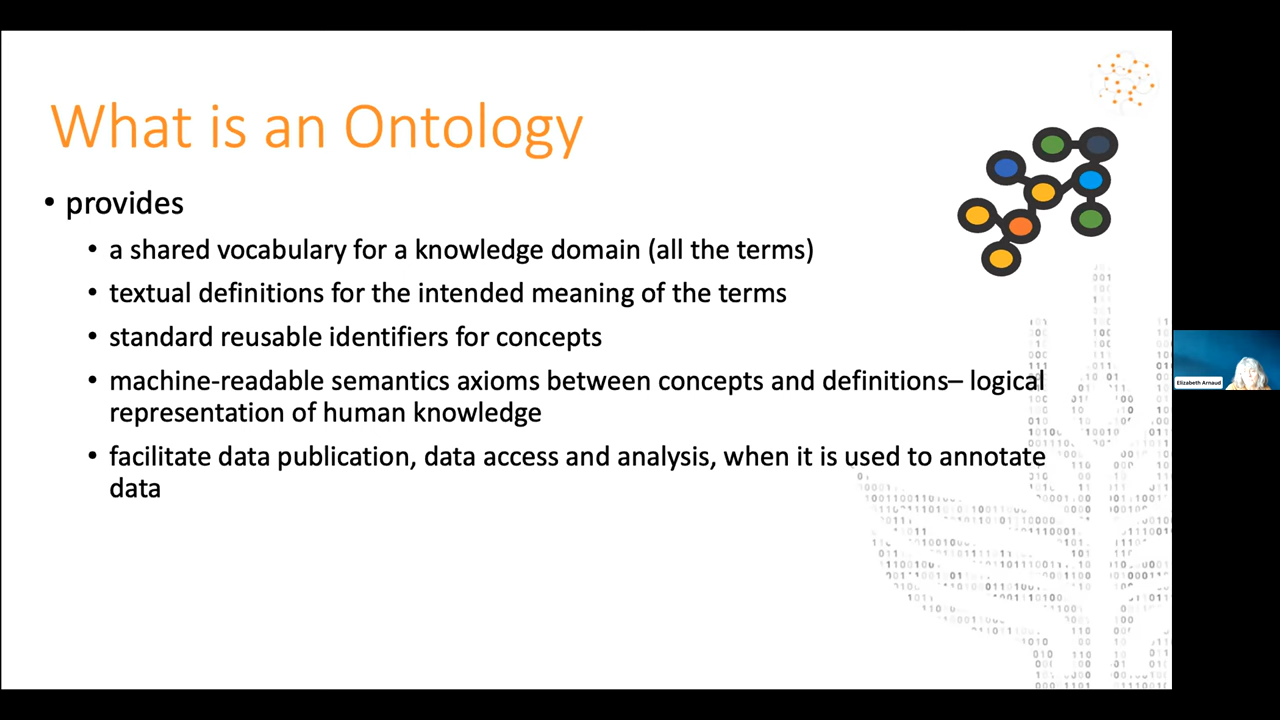 What is an Ontology
• provides
• a shared vocabulary for a knowledge domain (all the terms)
• textual definitions for the intended meaning of the terms
• standard reusable identifiers for concepts
• machine-readable semantics axioms between concepts and definitions– logical
representation of human knowledge
• facilitate data publication, data access and analysis, when it is used to annotate
data
Elizabeth Arnaud